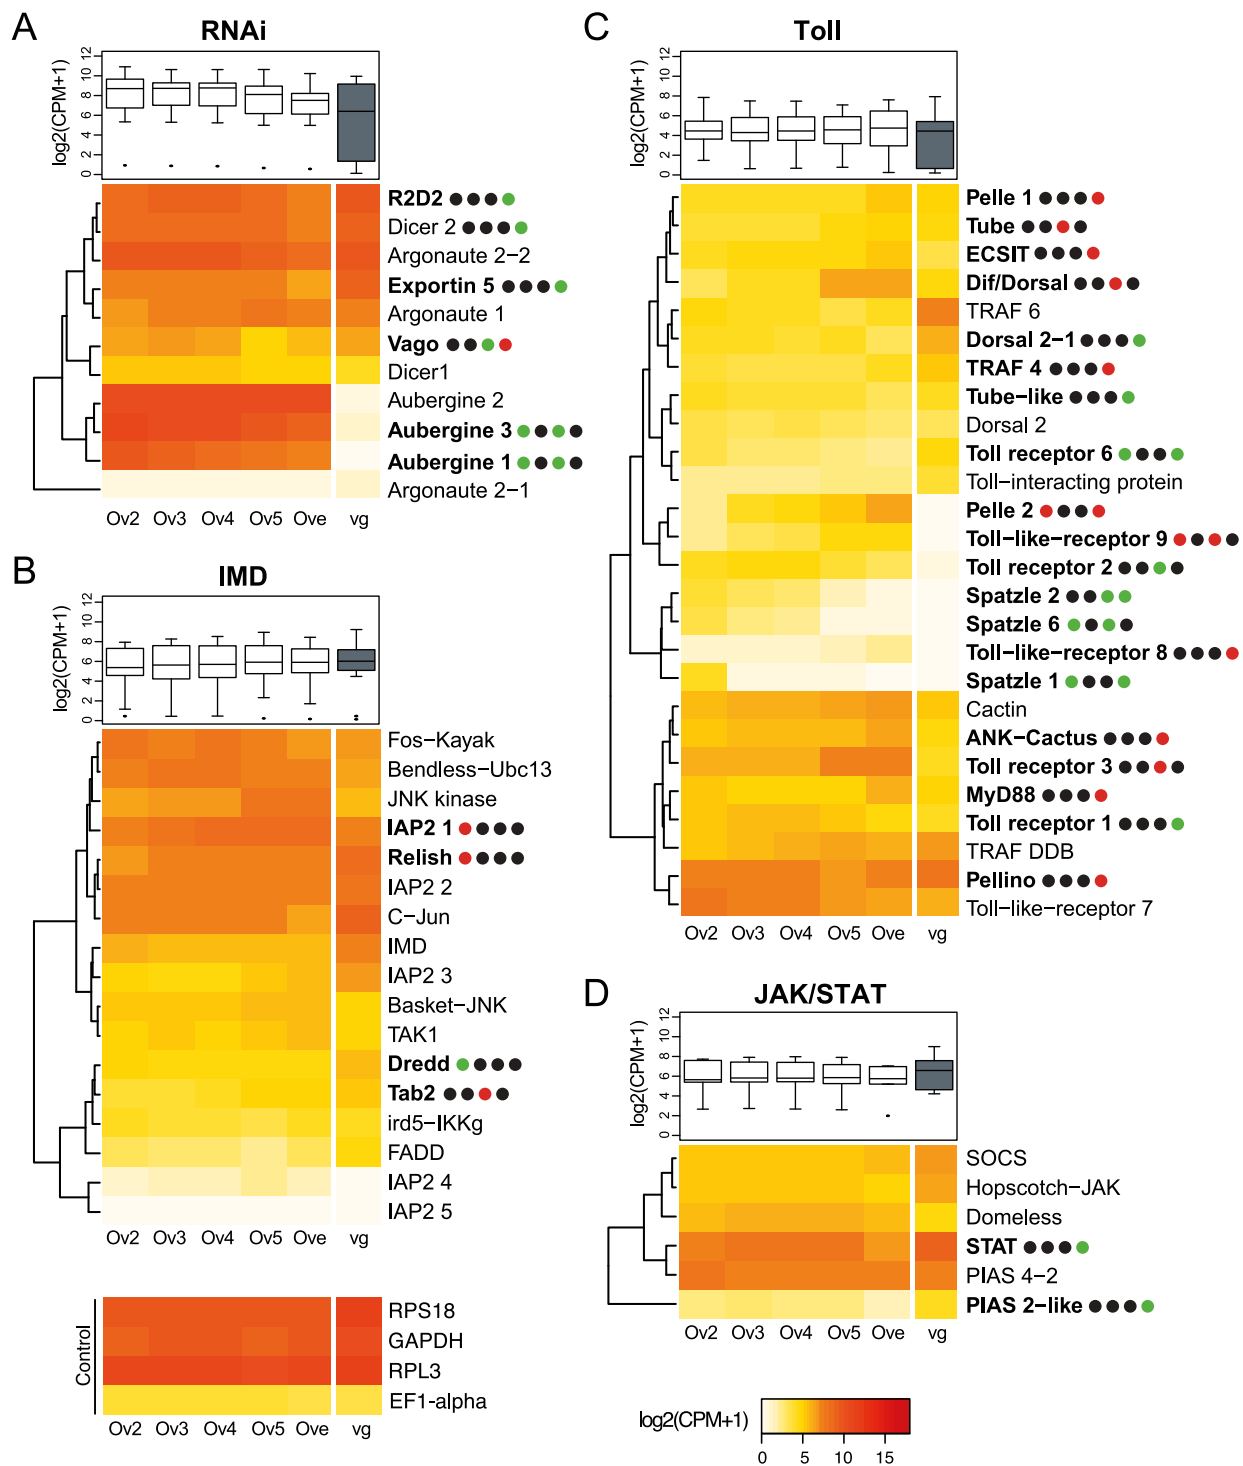 A
RNAi
log2(CPM+1)
0 2 4 6 8 10 12
R2D2
Dicer 2
Argonaute 2−2
Exportin 5
Argonaute 1
Vago
Dicer1
Aubergine 2
Aubergine 3
Aubergine 1
Argonaute 2−1
Ov2 Ov3 Ov4 Ov5 Ove vg
B
IMD
log2(CPM+1)
0 2 4 6 8 10 12
Fos−Kayak
Bendless−Ubc13
JNK kinase
IAP2 1
Relish
IAP2 2
C−Jun
IMD
IAP2 3
Basket−JNK
TAK1
Dredd
Tab2
ird5−IKKg
FADD
IAP2 4
IAP2 5
Ov2 Ov3 Ov4 Ov5 Ove vg
Control
RPS18
GAPDH
RPL3
EF1-alpha
Ov2 Ov3 Ov4 Ov5 Ove vg
C
Toll
log2(CPM+1)
0 2 4 6 8 10 12
Pelle 1
Tube
ECSIT
Dif/Dorsal
TRAF 6
Dorsal 2−1
TRAF 4
Tube−like
Dorsal 2
Toll receptor 6
Toll−interacting protein
Pelle 2
Toll−like−receptor 9
Toll receptor 2
Spatzle 2
Spatzle 6
Toll−like−receptor 8
Spatzle 1
Cactin
ANK−Cactus
Toll receptor 3
MyD88
Toll receptor 1
TRAF DDB
Pellino
Toll−like−receptor 7
Ov2 Ov3 Ov4 Ov5 Ove vg
D
JAK/STAT
log2(CPM+1)
0 2 4 6 8 10 12
SOCS
Hopscotch−JAK
Domeless
STAT
PIAS 4−2
PIAS 2−like
Ov2 Ov3 Ov4 Ov5 Ove vg
log2(CPM+1)
0 5 10 15